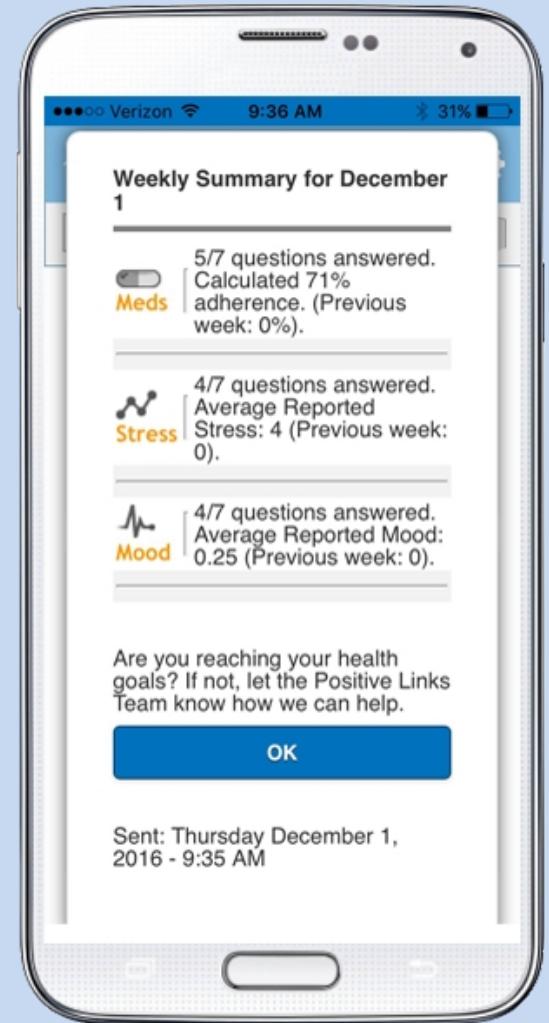 Verizon 9:36 AM 31%
Weekly Summary for December
1
5/7 questions answered.
Calculated 71%
adherence. (Previous
week: 0%).
Meds
4/7 questions answered.
Average Reported
Stress: 4 (Previous week:
0).
Stress
4/7 questions answered.
Average Reported Mood:
0.25 (Previous week: 0).
Mood
Are you reaching your health
goals? If not, let the Positive Links
Team know how we can help.
OK
Sent: Thursday December 1,
2016 - 9:35 AM